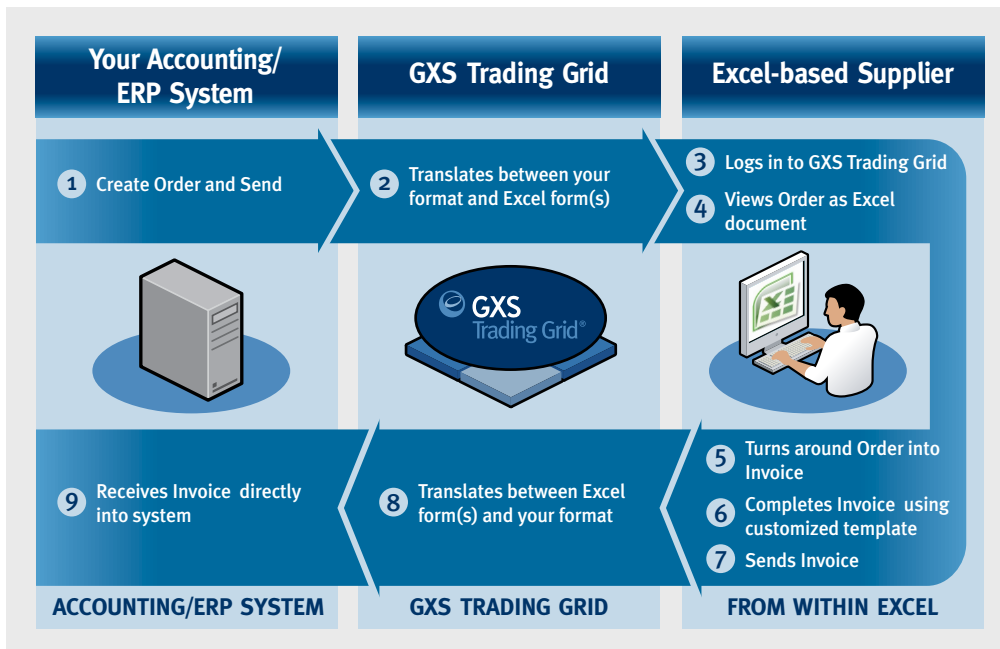 Your Accounting/
ERP System
GXS Trading Grid
Excel-based Supplier
1 Create Order and Send
2 Translates between your
format and Excel form(s)
3 Logs in to GXS Trading Grid
4 Views Order as Excel
document
GXS
Trading Grid®
5 Turns around Order into
Invoice
6 Completes Invoice using
customized template
7 Sends Invoice
8 Translates between Excel
form(s) and your format
9 Receives Invoice directly
into system
ACCOUNTING/ERP SYSTEM
GXS TRADING GRID
FROM WITHIN EXCEL